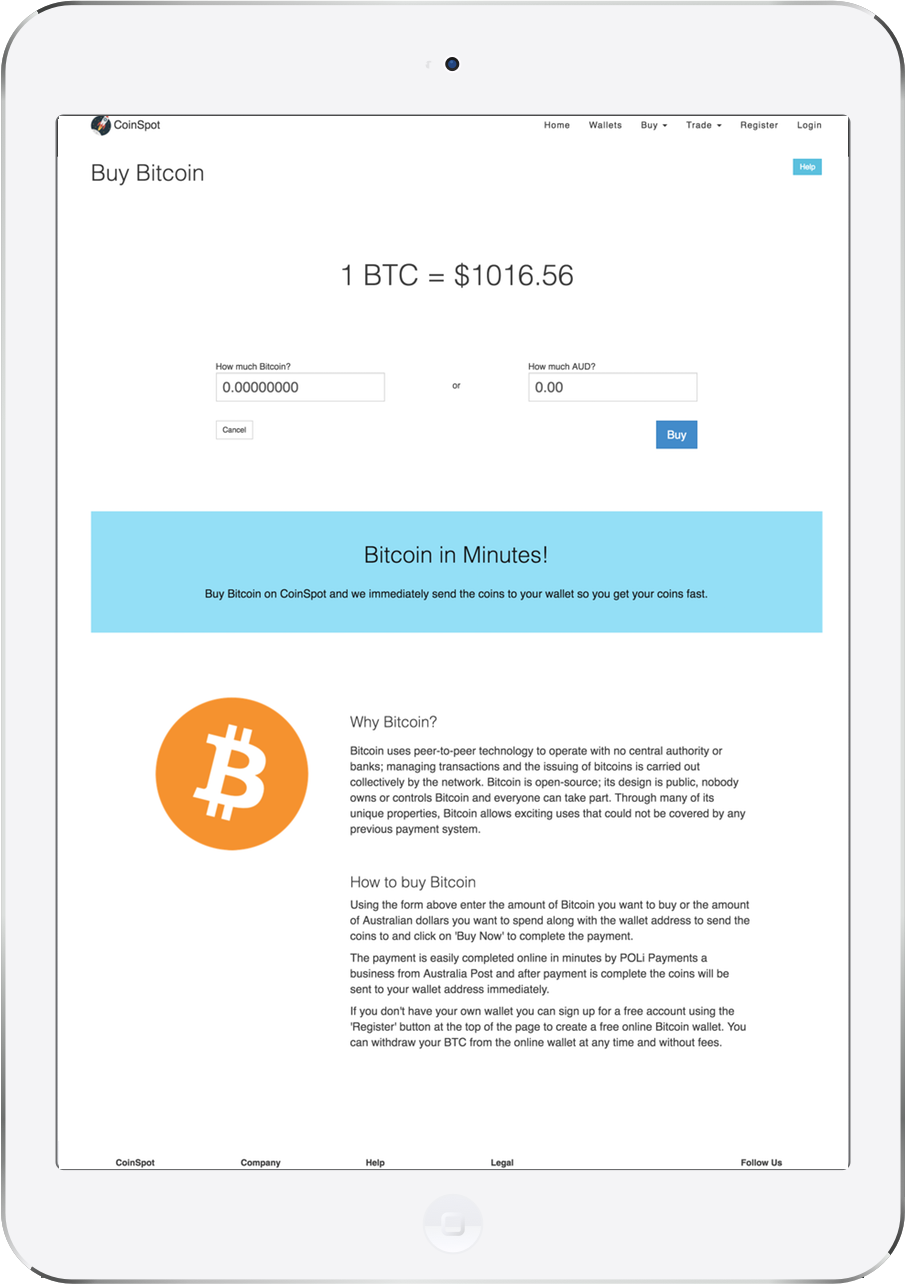 CoinSpot
Home Wallets Buy Trade Register Login
Buy Bitcoin
Help
1 BTC = $1016.56
How much Bitcoin?
0.00000000
or
How much AUD?
0.00
Cancel
Buy
Bitcoin in Minutes!
Buy Bitcoin on CoinSpot and we immediately send the coins to your wallet so you get your coins fast.
Why Bitcoin?
Bitcoin uses peer-to-peer technology to operate with no central authority or
banks; managing transactions and the issuing of bitcoins is carried out
collectively by the network. Bitcoin is open-source; its design is public, nobody
owns or controls Bitcoin and everyone can take part. Through many of its
unique properties, Bitcoin allows exciting uses that could not be covered by any
previous payment system.
How to buy Bitcoin
Using the form above enter the amount of Bitcoin you want to buy or the amount
of Australian dollars you want to spend along with the wallet address to send the
coins to and click on 'Buy Now' to complete the payment.
The payment is easily completed online in minutes by POLi Payments a
business from Australia Post and after payment is complete the coins will be
sent to your wallet address immediately.
If you don't have your own wallet you can sign up for a free account using the
'Register' button at the top of the page to create a free online Bitcoin wallet. You
can withdraw your BTC from the online wallet at any time and without fees.
CoinSpot Company Help Legal Follow Us